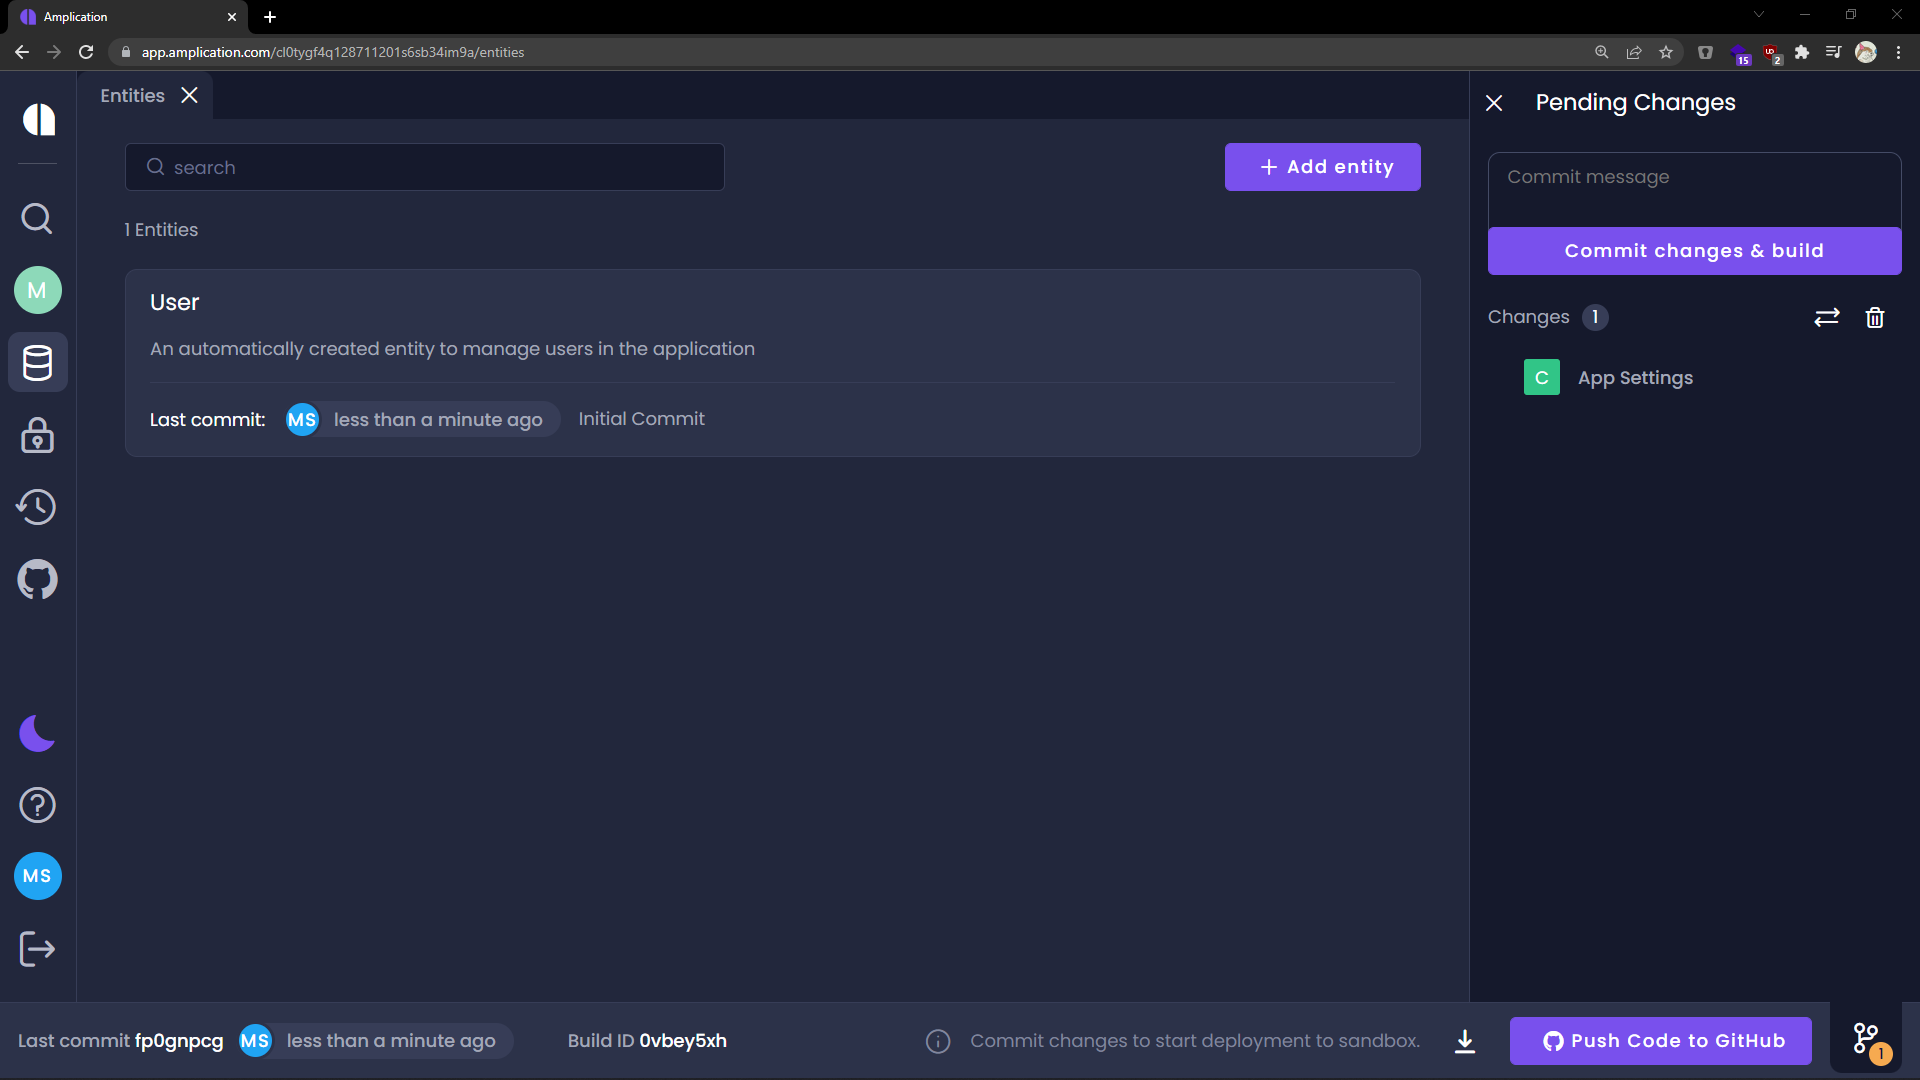 Amplication
app.amplication.com/cl0tygf4q128711201s6sb34im9a/entities
15
2
Entities
Pending Changes
search
+ Add entity
Commit message
1 Entities
Commit changes & build
M
User
Changes 1
An automatically created entity to manage users in the application
C App Settings
Last commit: MS less than a minute ago Initial Commit
MS
Last commit fp0gnpcg MS less than a minute ago Build ID 0vbey5xh
Commit changes to start deployment to sandbox.
Push Code to GitHub
1